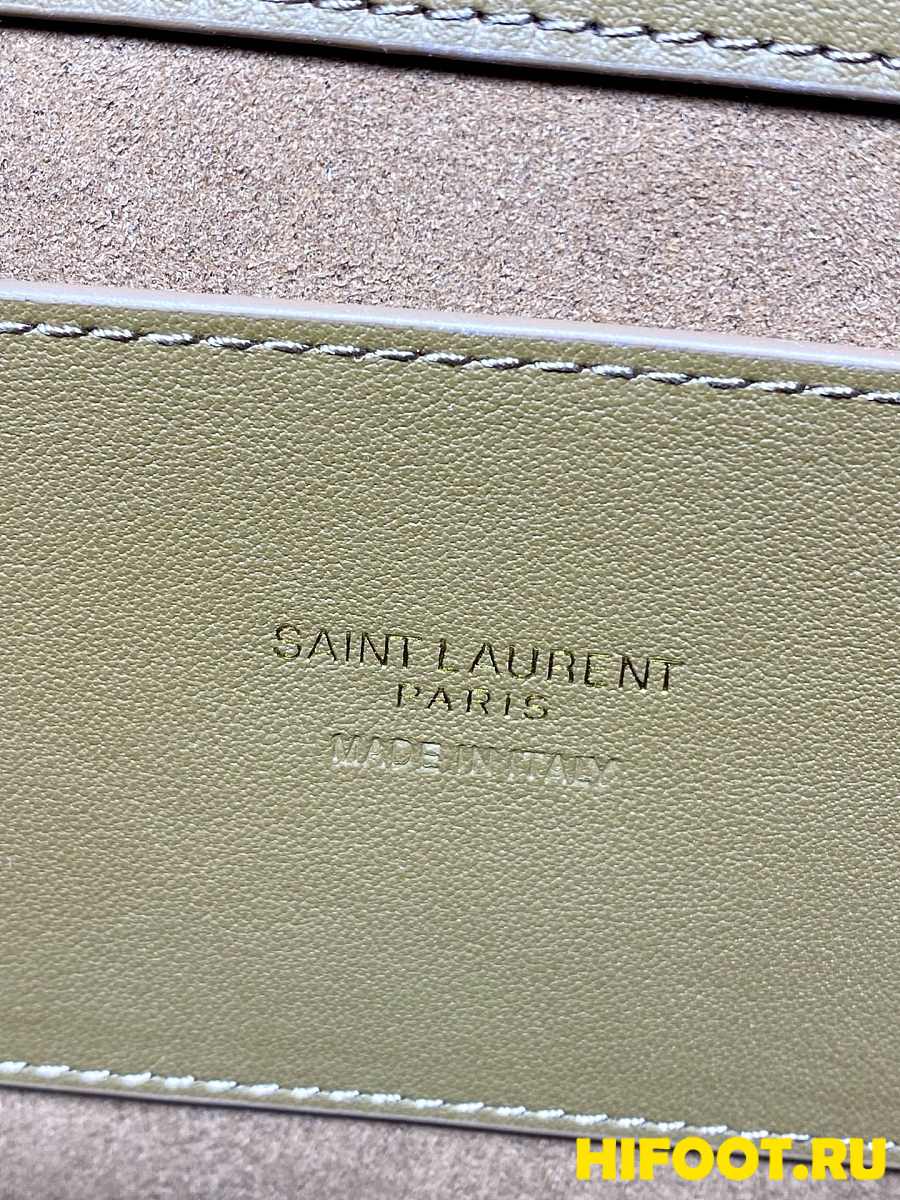 SAINT LAURENT
PARIS
MADE IN ITALY
HIFOOT.RU